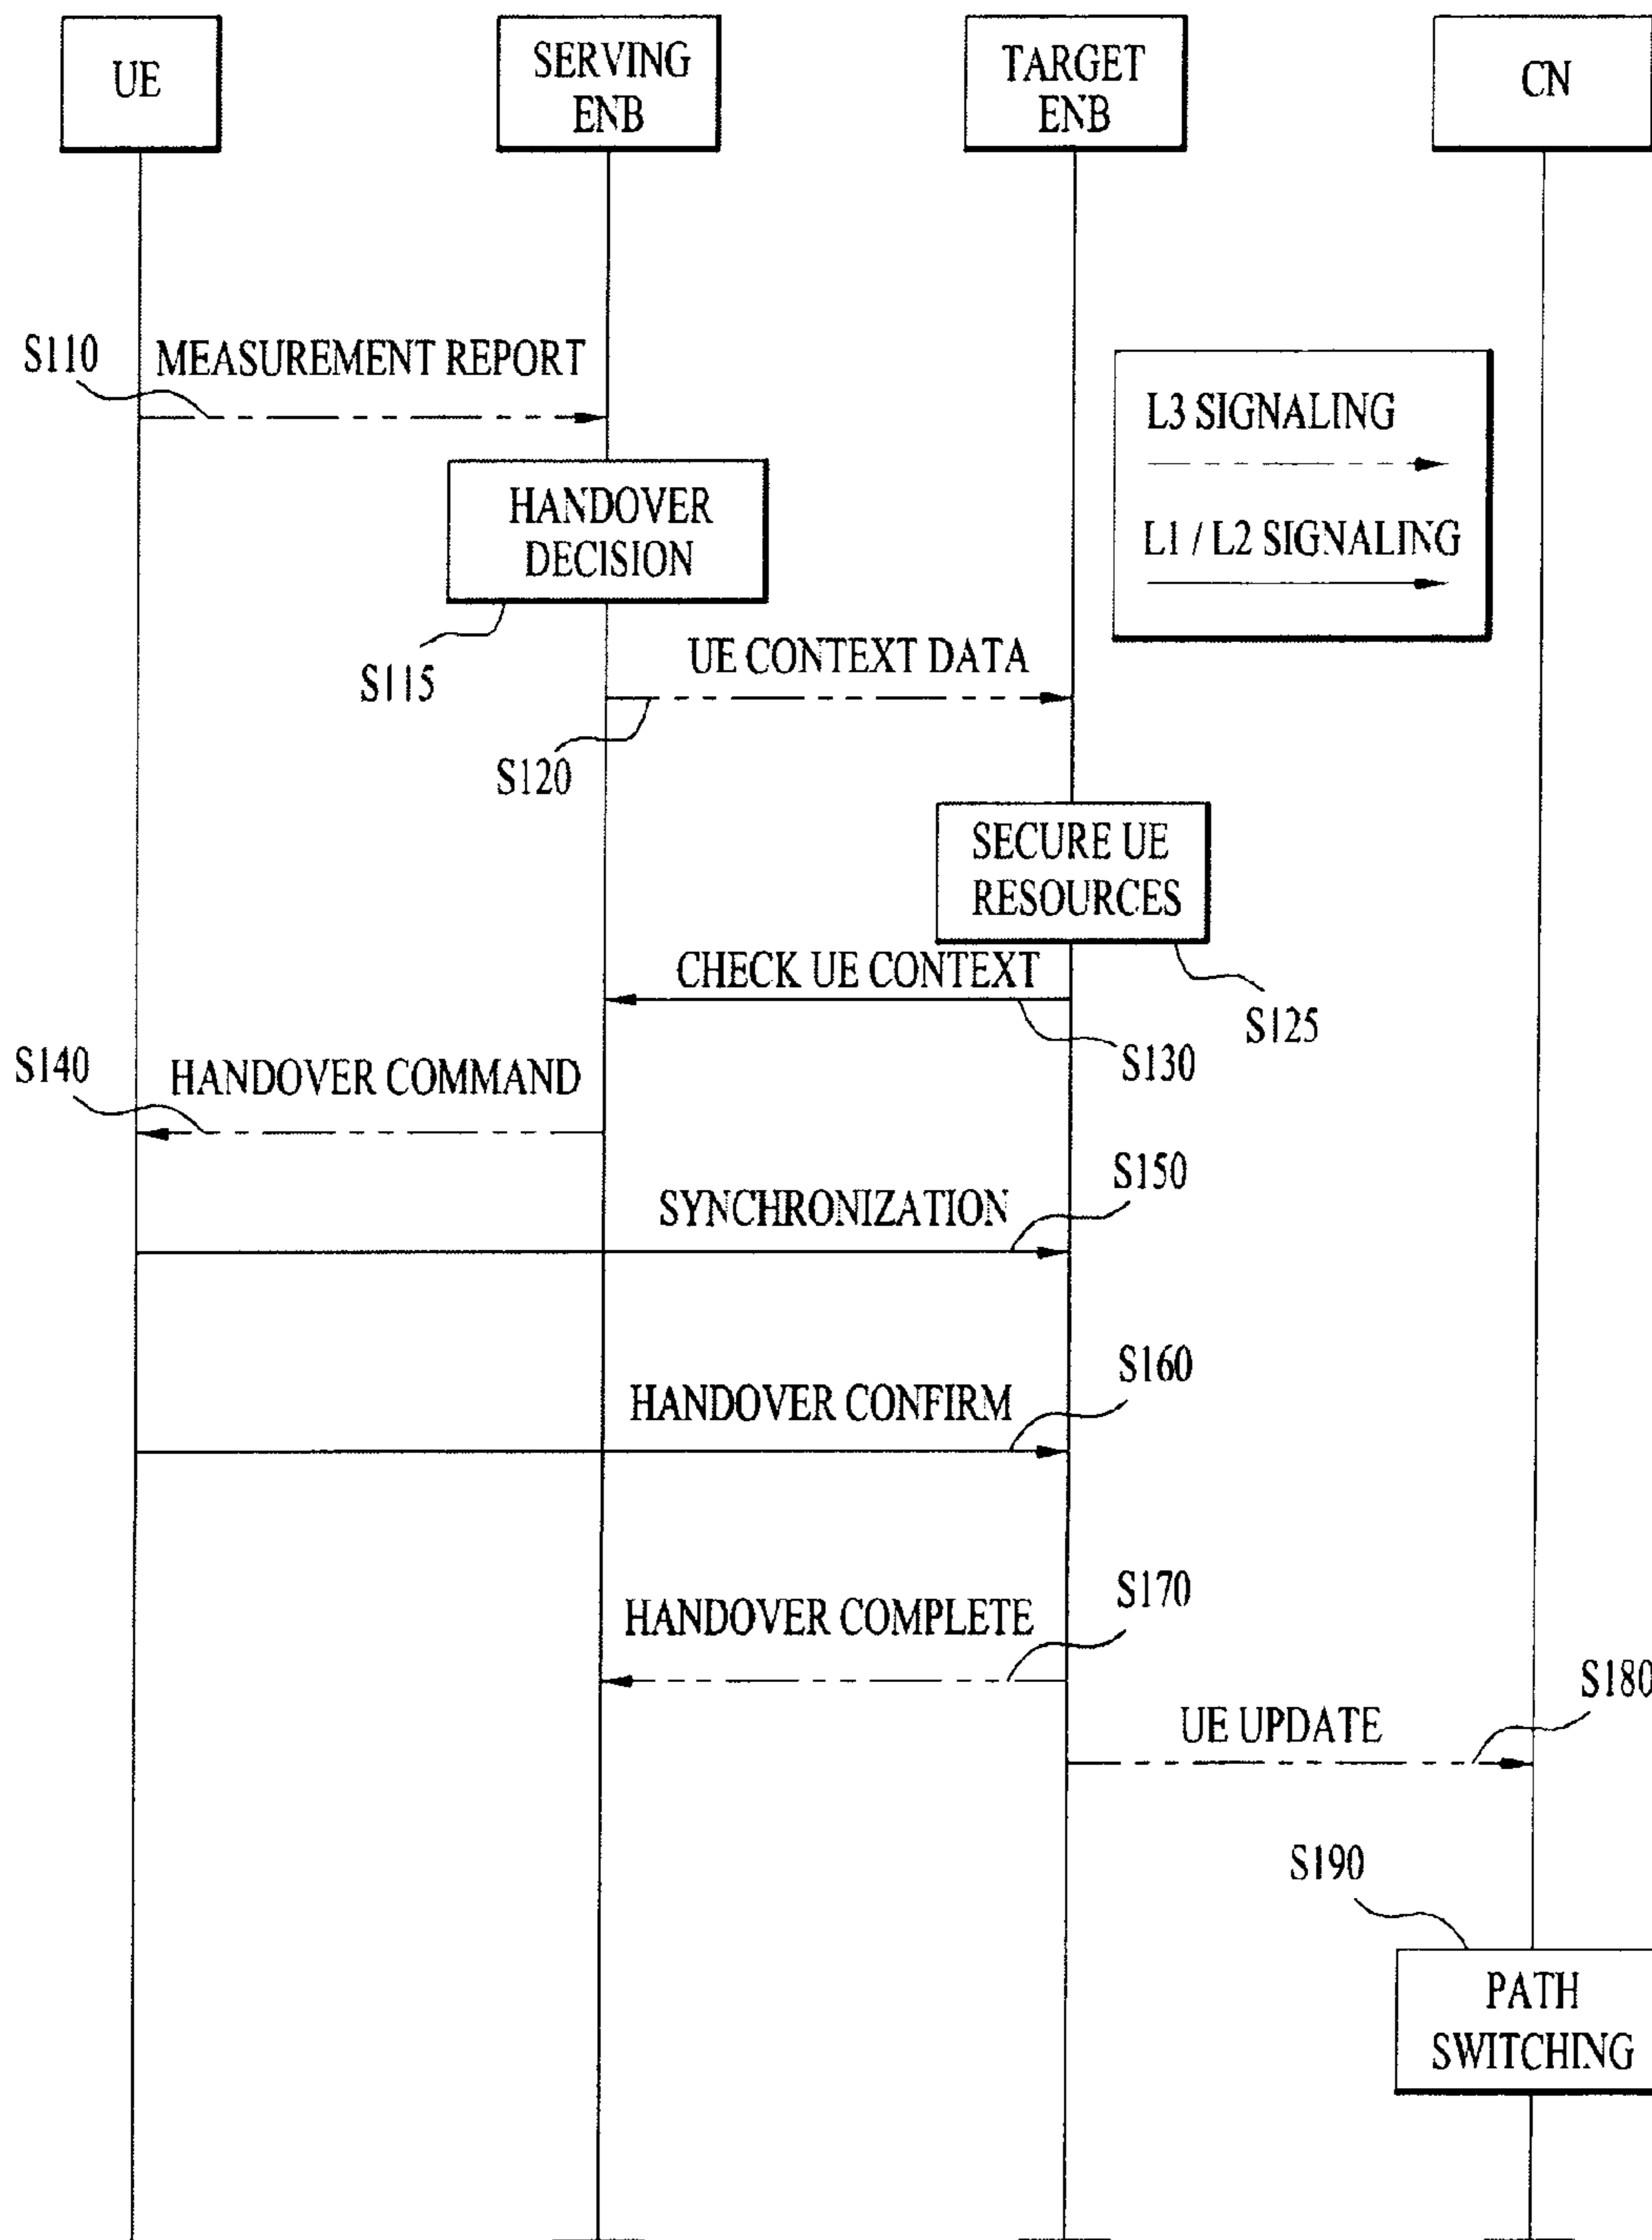 UE
SERVING
ENB
TARGET
ENB
CN
S110
MEASUREMENT REPORT
L3 SIGNALING
L1 / L2 SIGNALING
HANDOVER
DECISION
S115
UE CONTEXT DATA
S120
SECURE UE
RESOURCES
CHECK UE CONTEXT
S125
S130
S140
HANDOVER COMMAND
S150
SYNCHRONIZATION
S160
HANDOVER CONFIRM
S170
HANDOVER COMPLETE
S180
UE UPDATE
S190
PATH
SWITCHING